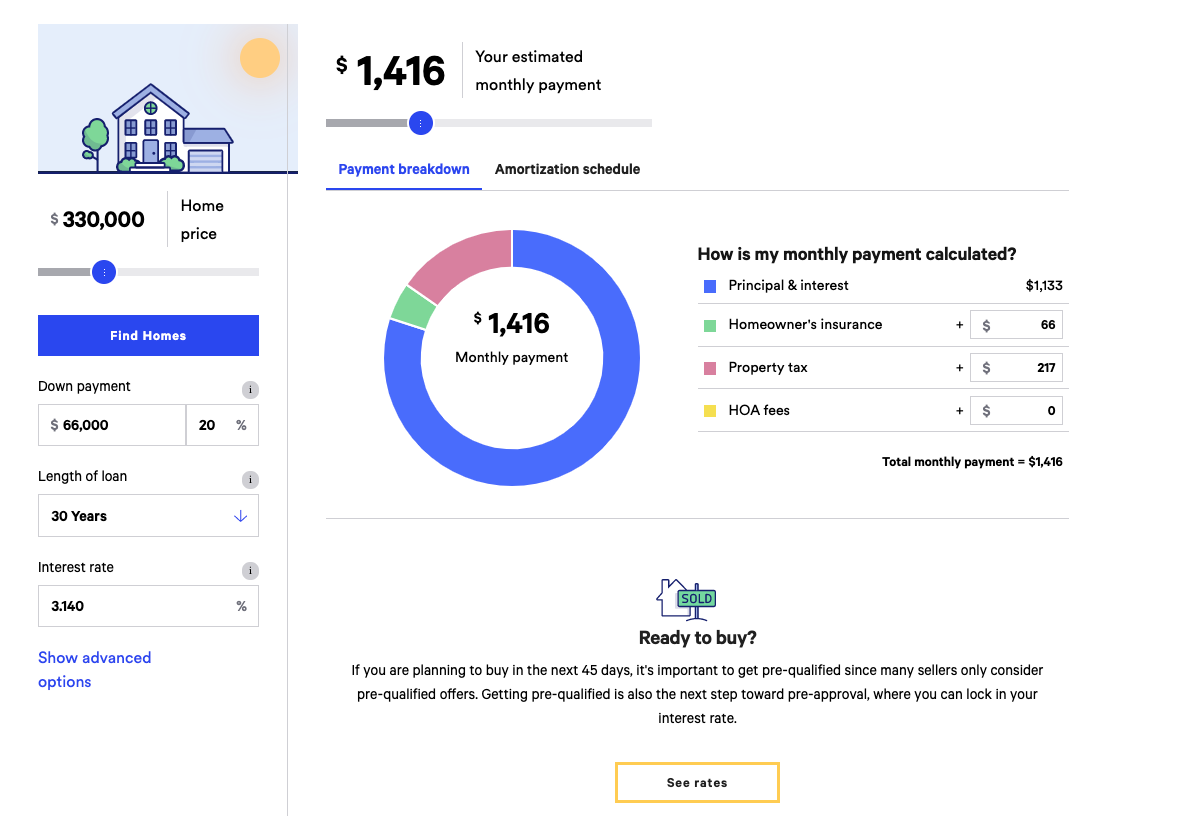 $ 330,000
Home
price
Find Homes
Down payment i
$ 66,000 20 %
Length of loan i
30 Years
Interest rate i
3.140 %
Show advanced
options
$ 1,416
Your estimated
monthly payment
Payment breakdown Amortization schedule
$ 1,416
Monthly payment
How is my monthly payment calculated?
Principal & interest $1,133
Homeowner's insurance + $ 66
Property tax + $ 217
HOA fees + $ 0
Total monthly payment = $1,416
SOLD
Ready to buy?
If you are planning to buy in the next 45 days, it's important to get pre-qualified since many sellers only consider
pre-qualified offers. Getting pre-qualified is also the next step toward pre-approval, where you can lock in your
interest rate.
See rates